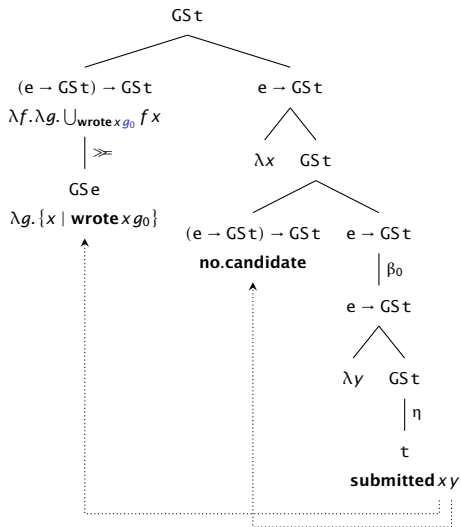 GSt
(e → GSt) → GSt e → GSt
λf.λg.⋃wrote x g₀ f x
≫= λx GSt
GSe
λg.{x | wrote x g₀} (e → GSt) → GSt e → GSt
no.candidate
β₀
e → GSt
λy GSt
η
t
submitted x y